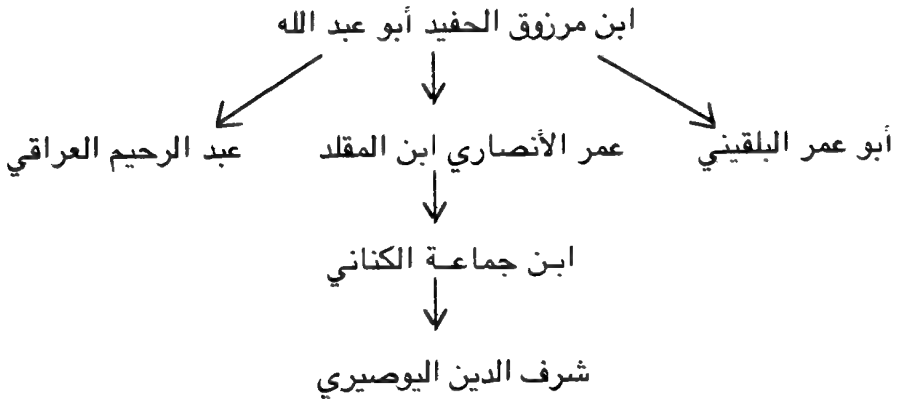 ابن مرزوق الحفيد أبو عبد الله
أبو عمر البلقيني عمر الأنصاري ابن المقلد عبد الرحيم العراقي
ابن جماعة الكناني
شرف الدين اليوصيري